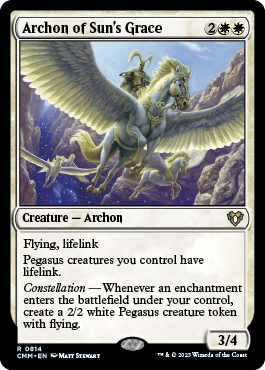 Archon of Sun's Grace 2
Creature — Archon
Flying, lifelink
Pegasus creatures you control have
lifelink.
Constellation — Whenever an enchantment
enters the battlefield under your control,
create a 2/2 white Pegasus creature token
with flying.
3/4
R 0814
CMM • EN Matt Stewart
™ & © 2023 Wizards of the Coast